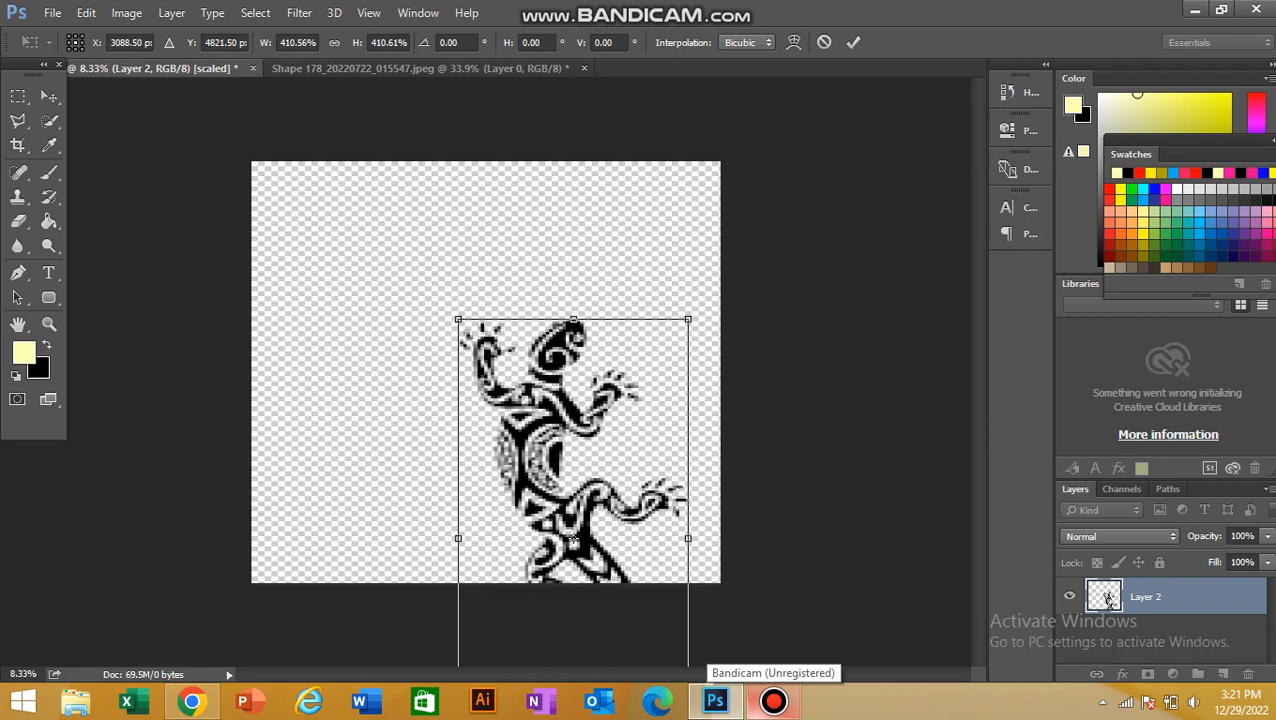 www.BANDICAM.com
Ps File Edit Image Layer Type Select Filter 3D View Window Help
X: 3088.50 px Y: 4821.50 px W: 410.56% H: 410.61% 0.00 ° H: 0.00 ° V: 0.00 ° Interpolation: Bicubic Essentials
@ 8.33% (Layer 2, RGB/8) [scaled] * × Shape 178_20220722_015547.jpeg @ 33.9% (Layer 0, RGB/8) * ×
Color
H...
P...
D...
C...
P...
Swatches
Libraries
Something went wrong initializing
Creative Cloud Libraries
More information
St
Layers Channels Paths
Kind
Normal Opacity: 100%
Lock: Fill: 100%
Layer 2
Activate Windows
Go to PC settings to activate Windows.
8.33% Doc: 69.5M/0 bytes
Bandicam (Unregistered)
3:21 PM
12/29/2022